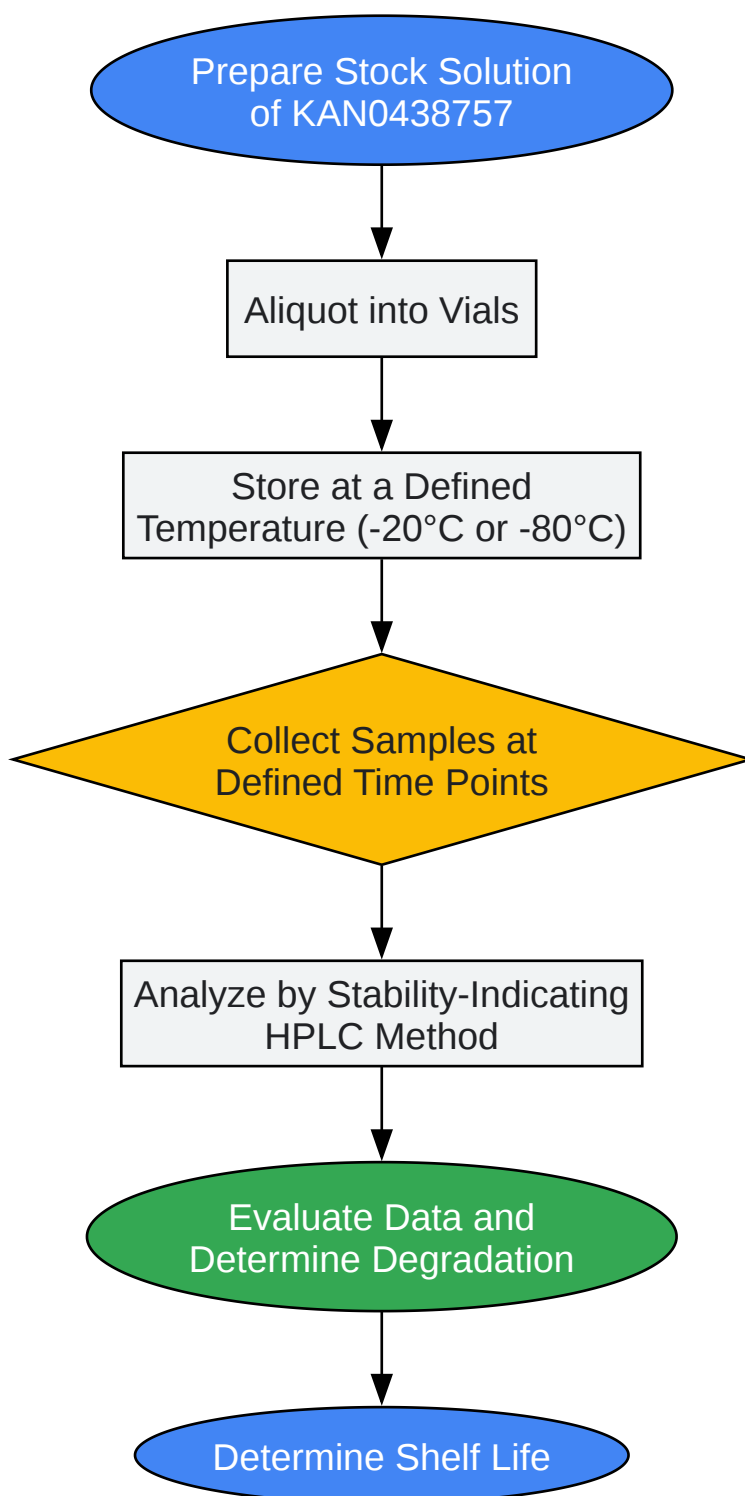 Prepare Stock Solution
of KAN0438757
Aliquot into Vials
Store at a Defined
Temperature (-20°C or -80°C)
Collect Samples at
Defined Time Points
Analyze by Stability-Indicating
HPLC Method
Evaluate Data and
Determine Degradation
Determine Shelf Life